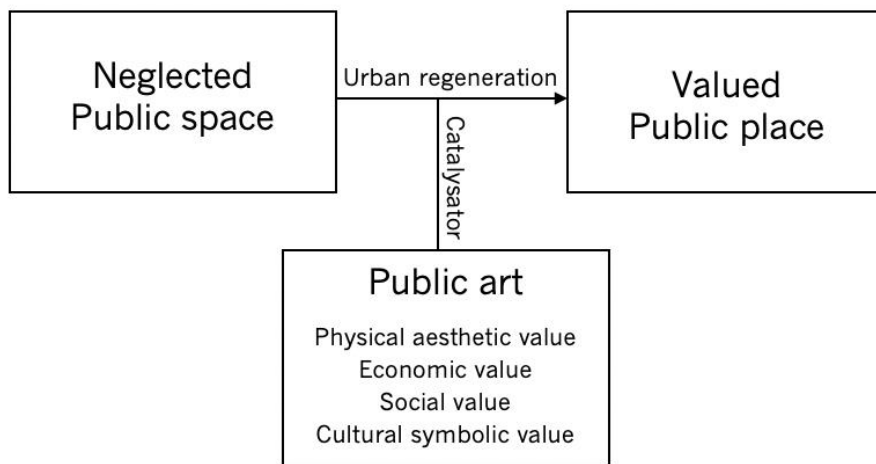 Neglected
Public space
Urban regeneration
Valued
Public place
Catalysator
Public art
Physical aesthetic value
Economic value
Social value
Cultural symbolic value